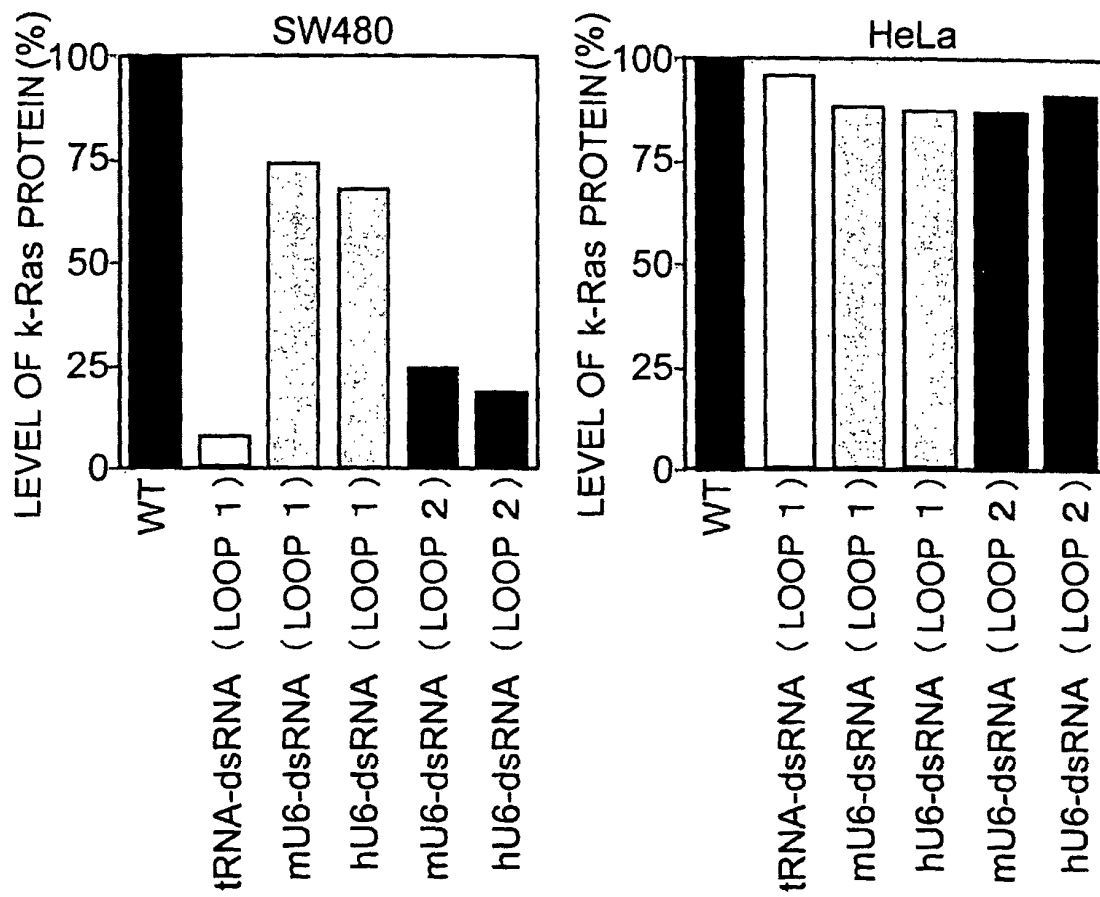 SW480
LEVEL OF k-Ras PROTEIN(%)
100
75
50
25
0
WT
tRNA-dsRNA (LOOP 1)
mU6-dsRNA (LOOP 1)
hU6-dsRNA (LOOP 1)
mU6-dsRNA (LOOP 2)
hU6-dsRNA (LOOP 2)
HeLa
LEVEL OF k-Ras PROTEIN(%)
100
75
50
25
0
WT
tRNA-dsRNA (LOOP 1)
mU6-dsRNA (LOOP 1)
hU6-dsRNA (LOOP 1)
mU6-dsRNA (LOOP 2)
hU6-dsRNA (LOOP 2)